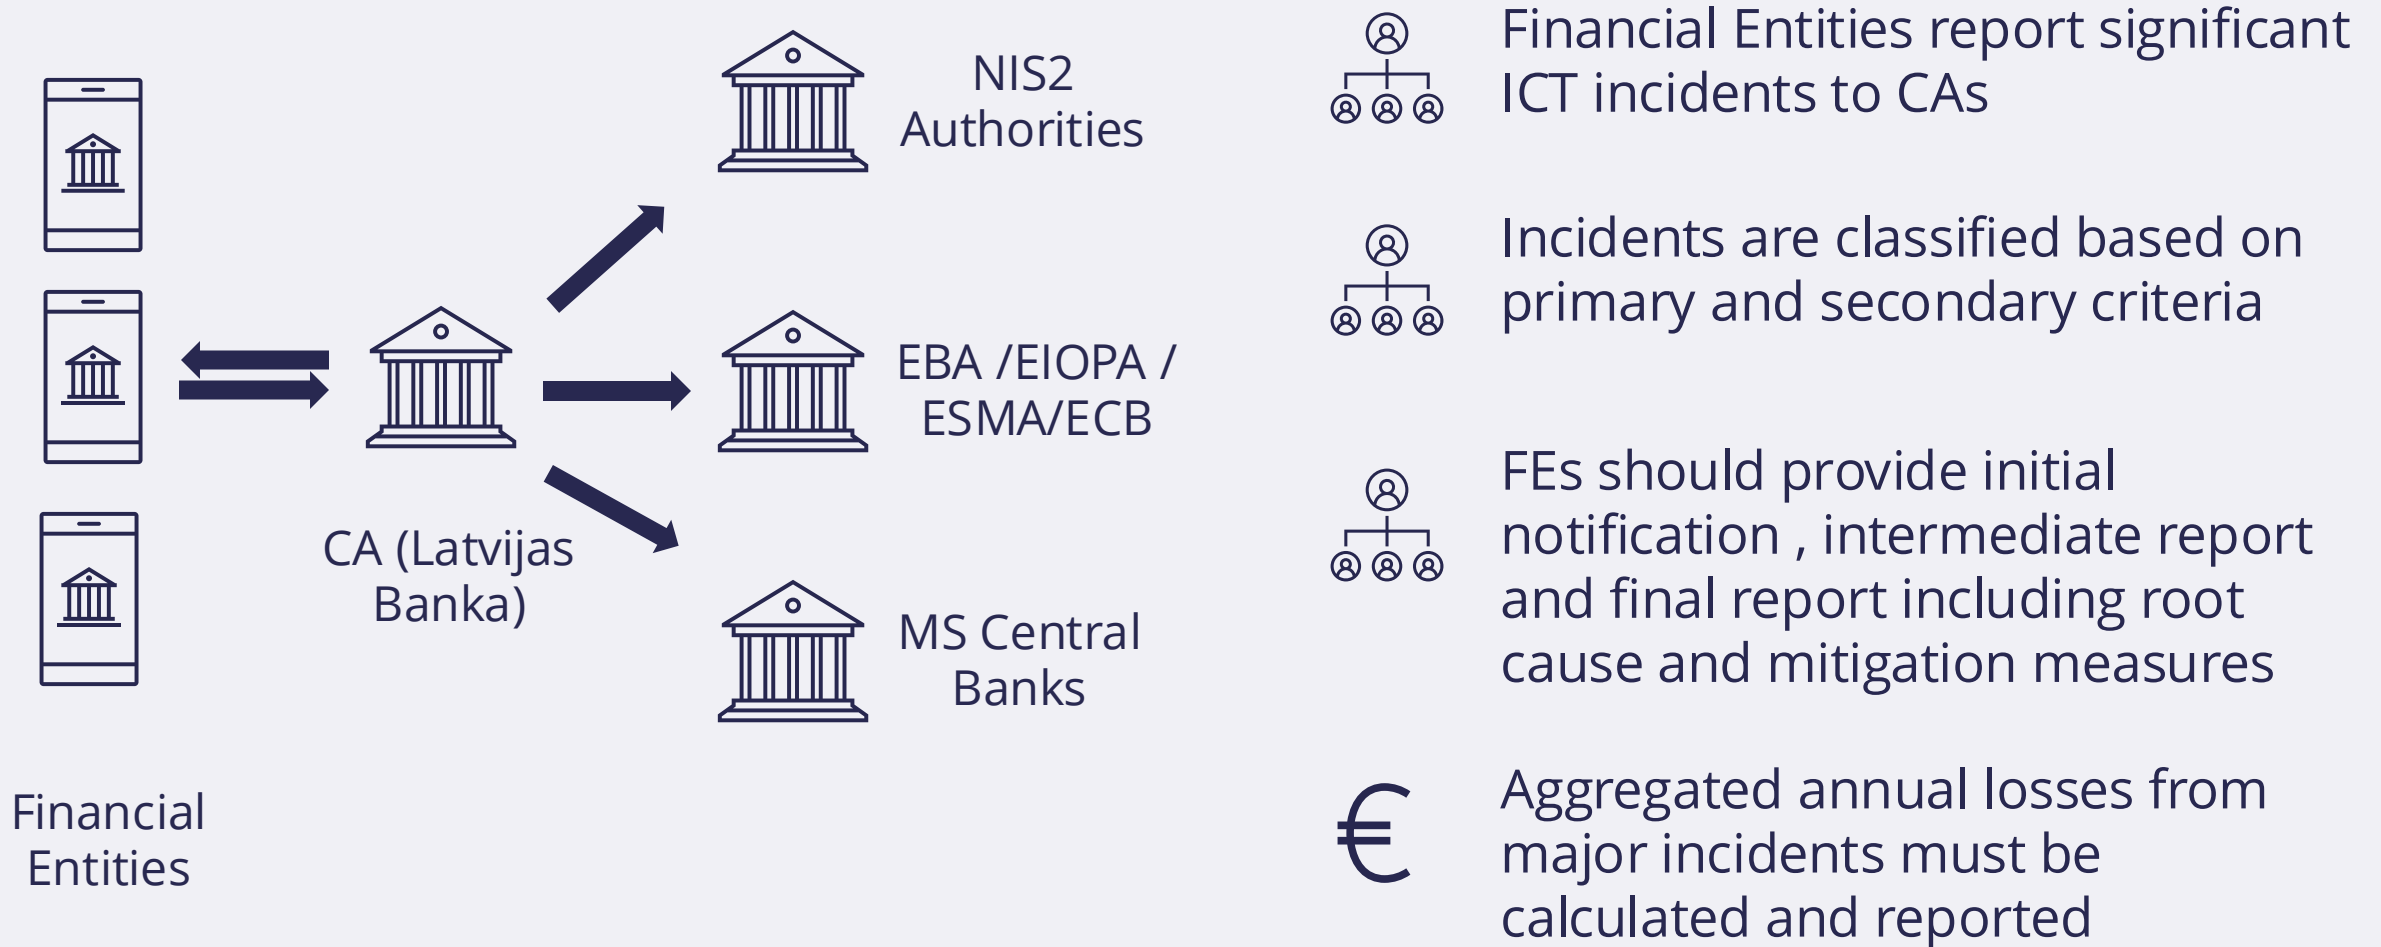 NIS2
Authorities
EBA /EIOPA /
ESMA/ECB
CA (Latvijas
Banka)
MS Central
Banks
Financial
Entities
Financial Entities report significant
ICT incidents to CAs
Incidents are classified based on
primary and secondary criteria
FEs should provide initial
notification , intermediate report
and final report including root
cause and mitigation measures
€
Aggregated annual losses from
major incidents must be
calculated and reported